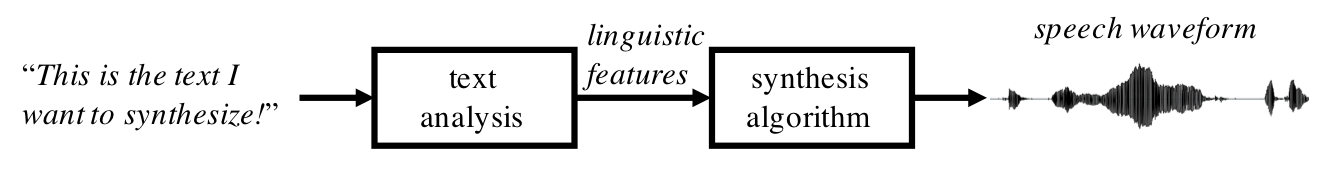 “This is the text I
want to synthesize!”
text
analysis
linguistic
features
synthesis
algorithm
speech waveform